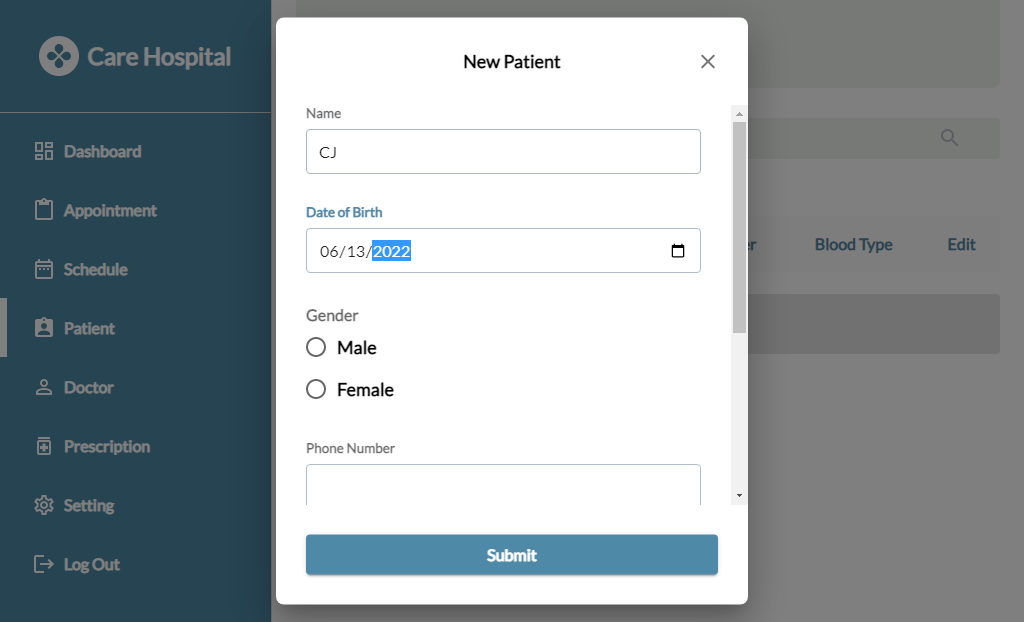 Care Hospital
Dashboard
Appointment
Schedule
Patient
Doctor
Prescription
Setting
Log Out
New Patient
Name
CJ
Date of Birth
06/13/2022
Gender
Male
Female
Phone Number
Submit
Blood Type
Edit